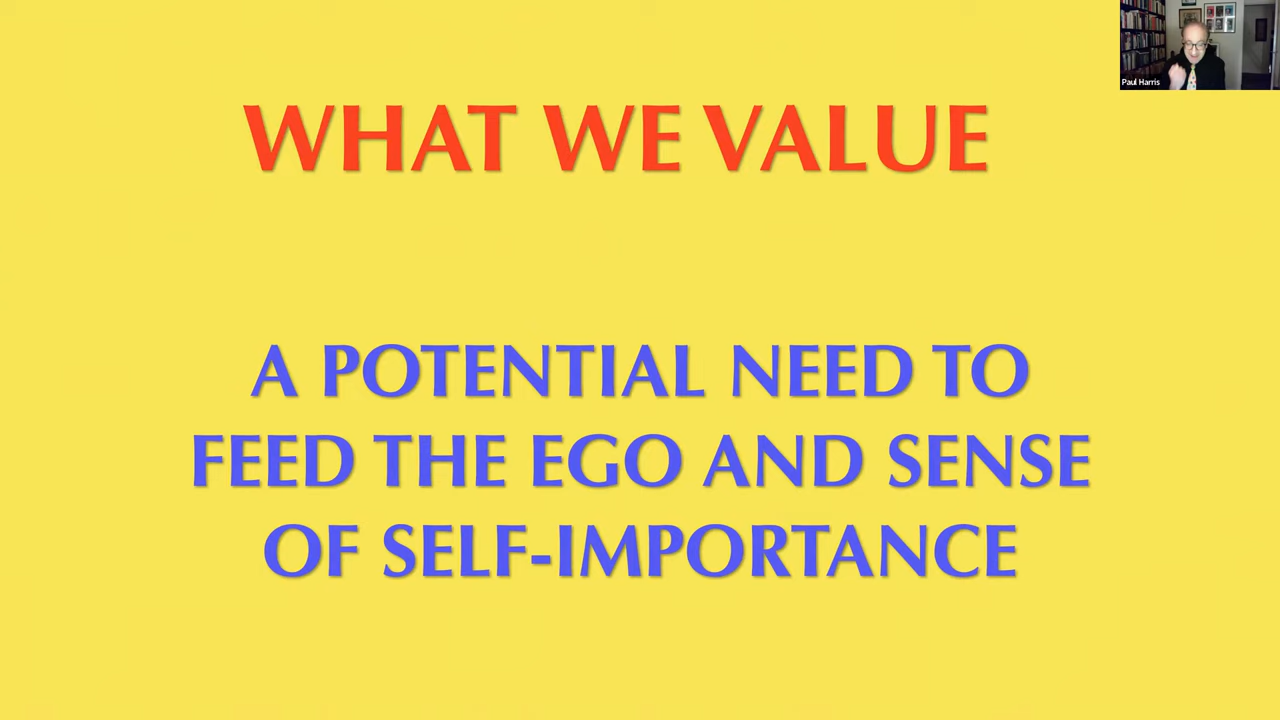 WHAT WE VALUE
Paul Harris
A POTENTIAL NEED TO
FEED THE EGO AND SENSE
OF SELF-IMPORTANCE